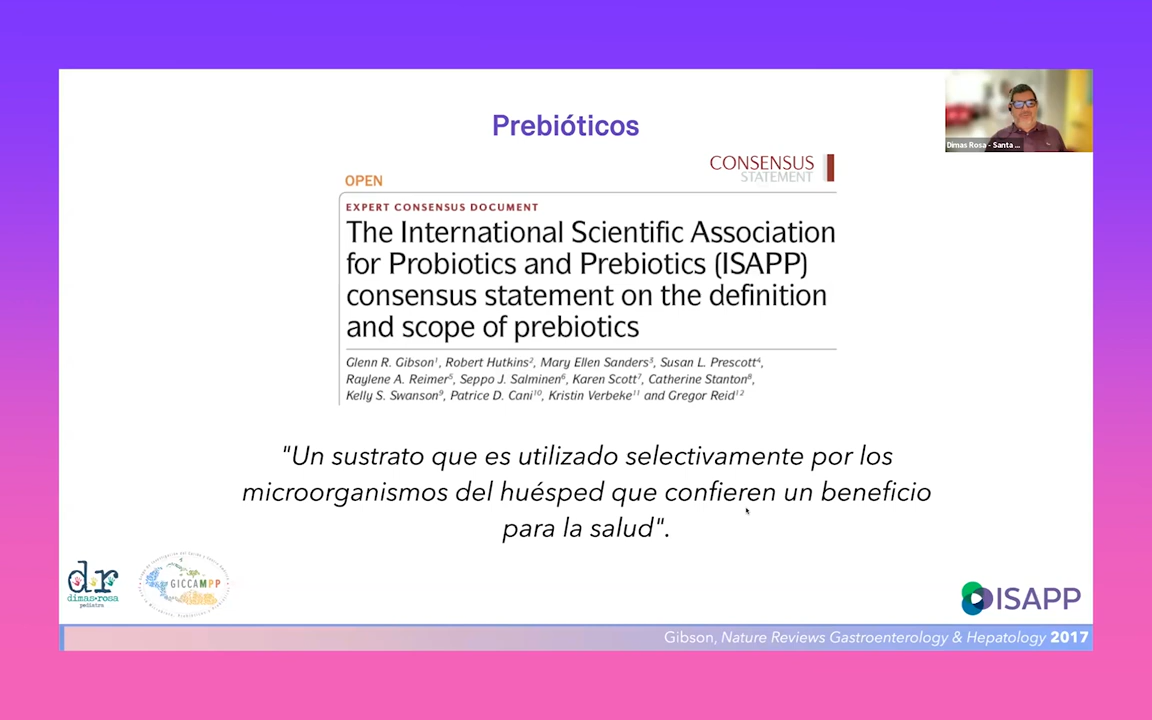 Prebióticos
Dimas Rosa - Santa ...
CONSENSUS
STATEMENT
OPEN
EXPERT CONSENSUS DOCUMENT
The International Scientific Association
for Probiotics and Prebiotics (ISAPP)
consensus statement on the definition
and scope of prebiotics
Glenn R. Gibson¹, Robert Hutkins², Mary Ellen Sanders³, Susan L. Prescott⁴,
Raylene A. Reimer⁵, Seppo J. Salminen⁶, Karen Scott⁷, Catherine Stanton⁸,
Kelly S. Swanson⁹, Patrice D. Cani¹⁰, Kristin Verbeke¹¹ and Gregor Reid¹²
"Un sustrato que es utilizado selectivamente por los
microorganismos del huésped que confieren un beneficio
para la salud".
dr
dimas·rosa
pediatra
GICCAMPP
ISAPP
Gibson, Nature Reviews Gastroenterology & Hepatology 2017